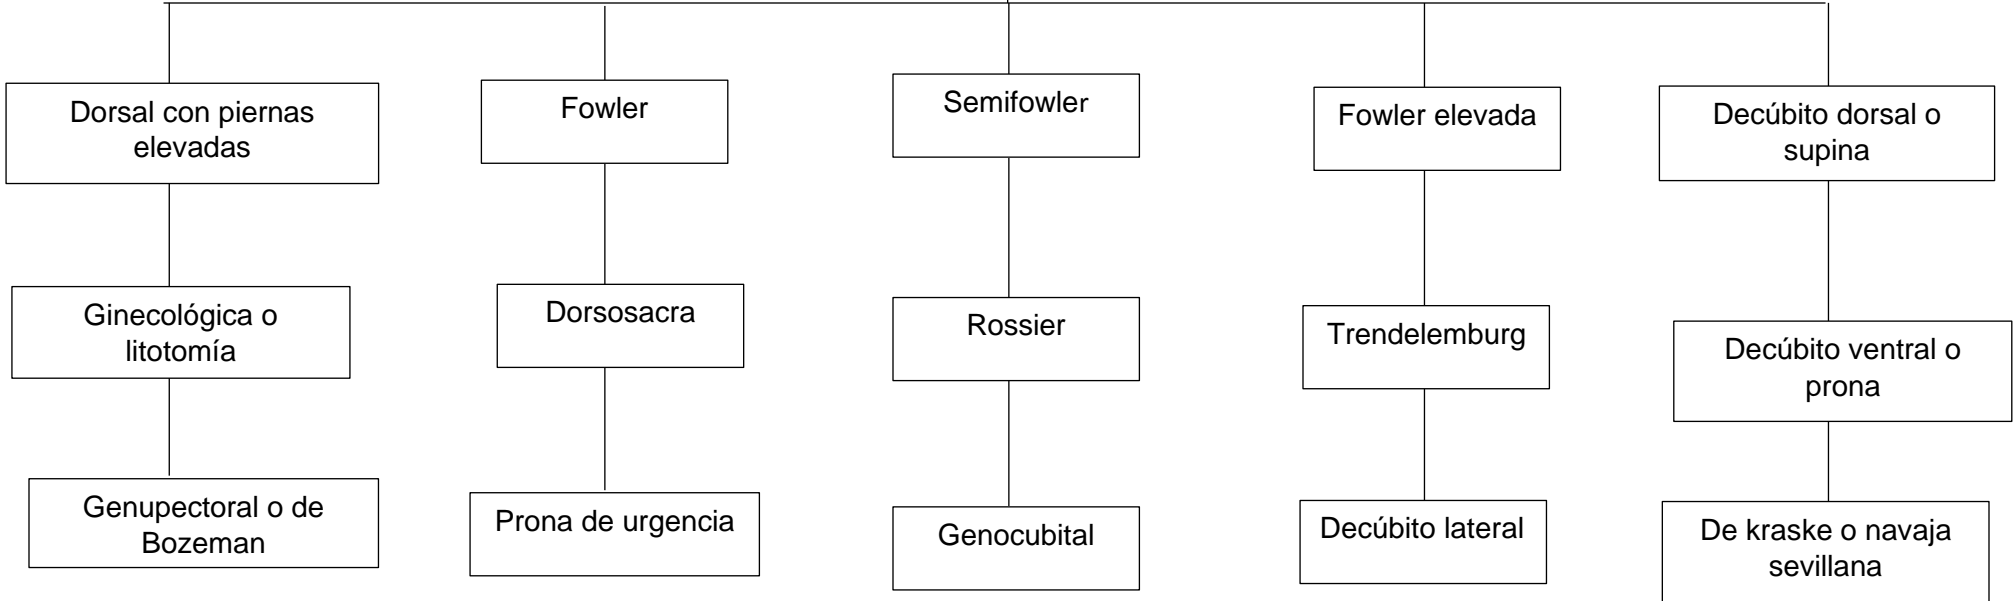 Dorsal con piernas
elevadas
Fowler
Semifowler
Fowler elevada
Decúbito dorsal o
supina
Ginecológica o
litotomía
Dorsosacra
Rossier
Trendelemburg
Decúbito ventral o
prona
Genupectoral o de
Bozeman
Prona de urgencia
Genocubital
Decúbito lateral
De kraske o navaja
sevillana